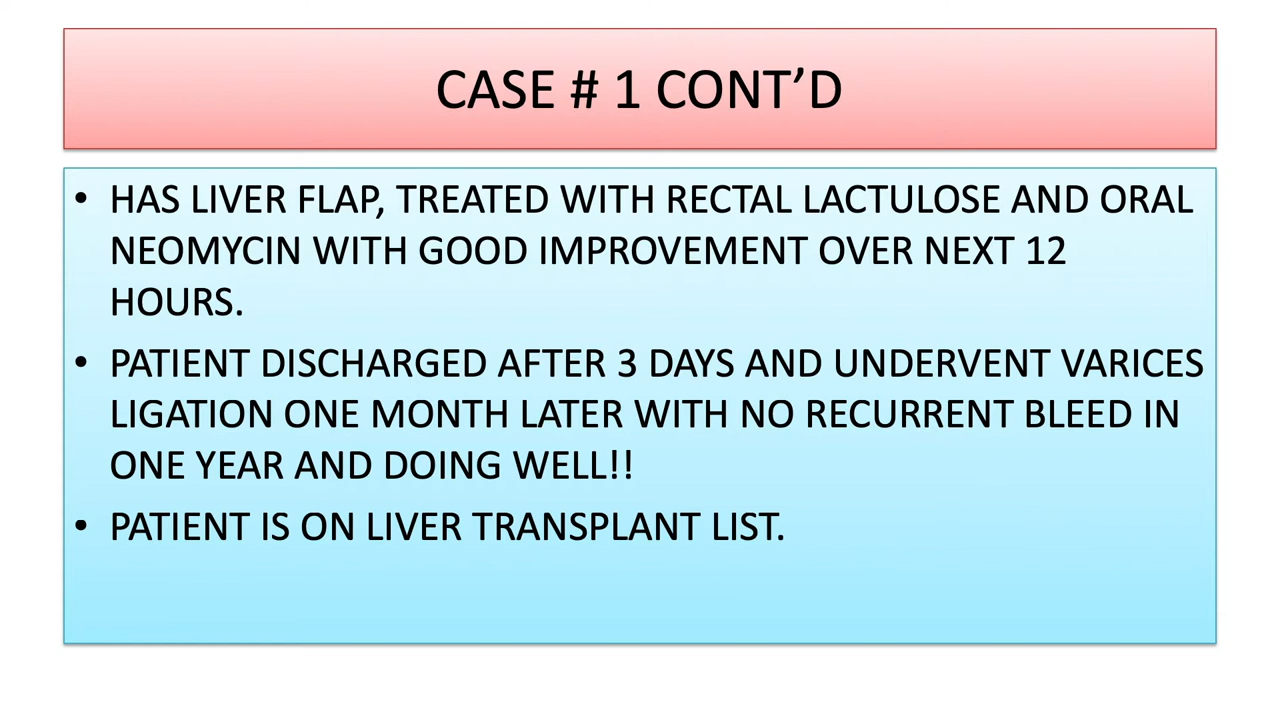 CASE # 1 CONT’D
• HAS LIVER FLAP, TREATED WITH RECTAL LACTULOSE AND ORAL
NEOMYCIN WITH GOOD IMPROVEMENT OVER NEXT 12
HOURS.
• PATIENT DISCHARGED AFTER 3 DAYS AND UNDERVENT VARICES
LIGATION ONE MONTH LATER WITH NO RECURRENT BLEED IN
ONE YEAR AND DOING WELL!!
• PATIENT IS ON LIVER TRANSPLANT LIST.